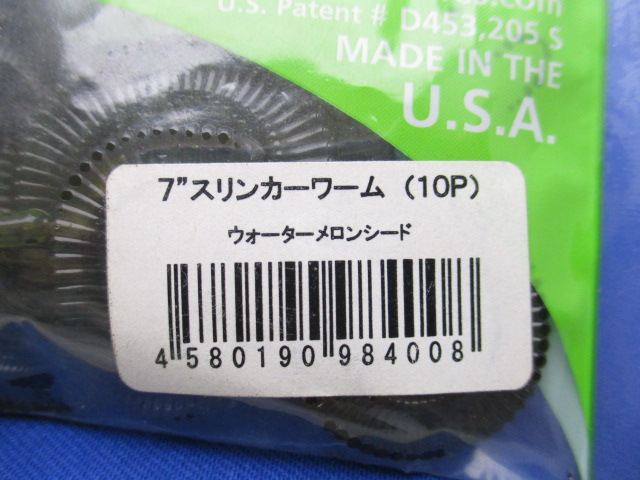 U.S. Patent # D453,205 S
MADE IN THE
U.S.A.
7”スリンカーワーム (10P)
ウォーターメロンシード
4 580190 984008